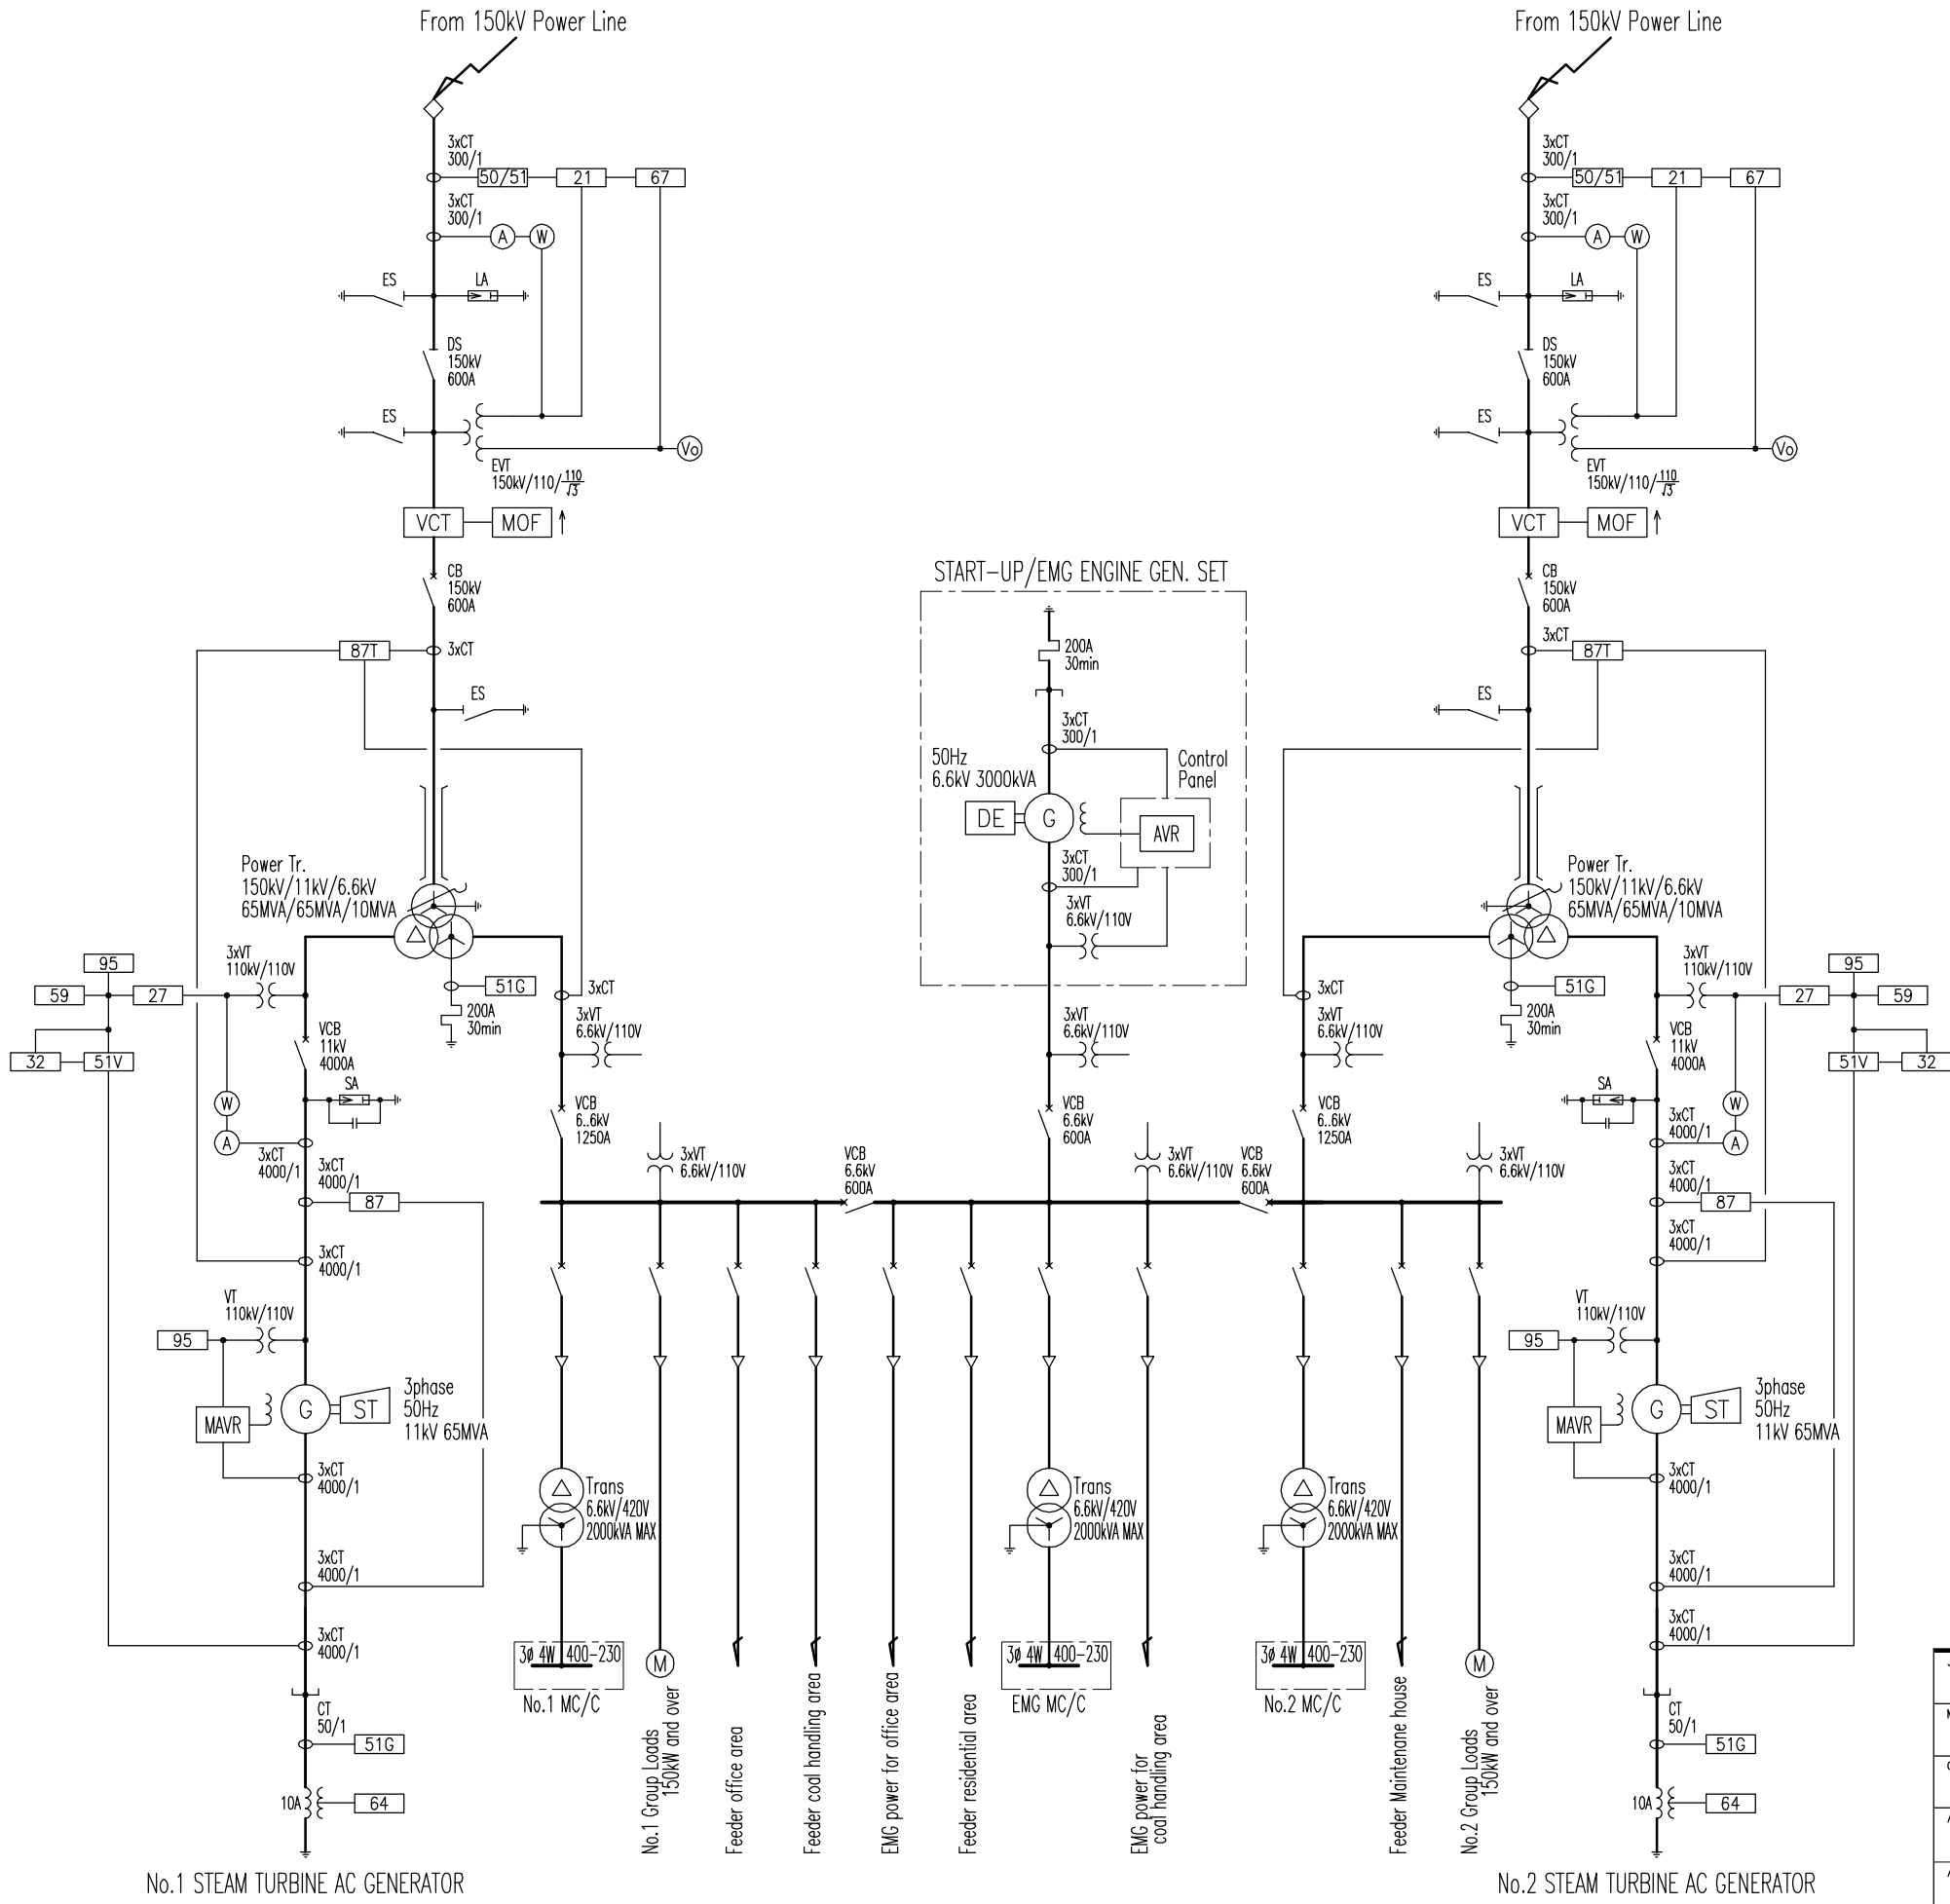 From 150kV Power Line
From 150kV Power Line
3xCT
300/1
50/51
21
67
3xCT
300/1
A
W
ES
LA
DS
150kV
600A
ES
EVT
150kV/110/110/√3
Vo
VCT
MOF
CB
150kV
600A
87T
3xCT
ES
Power Tr.
150kV/11kV/6.6kV
65MVA/65MVA/10MVA
3xCT
300/1
50/51
21
67
3xCT
300/1
A
W
ES
LA
DS
150kV
600A
ES
EVT
150kV/110/110/√3
Vo
VCT
MOF
CB
150kV
600A
3xCT
87T
ES
Power Tr.
150kV/11kV/6.6kV
65MVA/65MVA/10MVA
START-UP/EMG ENGINE GEN. SET
200A
30min
3xCT
300/1
50Hz
6.6kV 3000kVA
Control
Panel
DE
G
AVR
3xCT
300/1
3xVT
6.6kV/110V
3xVT
6.6kV/110V
VCB
6.6kV
600A
95
59
27
3xVT
110kV/110V
32
51V
VCB
11kV
4000A
SA
W
A
3xCT
4000/1
3xCT
4000/1
87
3xCT
4000/1
VT
110kV/110V
95
MAVR
G
ST
3phase
50Hz
11kV 65MVA
3xCT
4000/1
3xCT
4000/1
3xCT
4000/1
CT
50/1
51G
10A
64
No.1 STEAM TURBINE AC GENERATOR
51G
200A
30min
3xCT
3xVT
6.6kV/110V
VCB
6..6kV
1250A
3xVT
6.6kV/110V
VCB
6.6kV
600A
3xVT
6.6kV/110V
VCB
6.6kV
600A
3xCT
3xVT
6.6kV/110V
VCB
6..6kV
1250A
3xVT
6.6kV/110V
51G
200A
30min
Trans
6.6kV/420V
2000kVA MAX
3ø 4W 400-230
No.1 MC/C
M
No.1 Group Loads
150kW and over
Feeder office area
Feeder coal handling area
EMG power for office area
Feeder residential area
Trans
6.6kV/420V
2000kVA MAX
3ø 4W 400-230
EMG MC/C
EMG power for
coal handling area
Trans
6.6kV/420V
2000kVA MAX
3ø 4W 400-230
No.2 MC/C
Feeder Maintenane house
M
No.2 Group Loads
150kW and over
3xVT
110kV/110V
95
27
59
51V
32
VCB
11kV
4000A
SA
W
A
3xCT
4000/1
3xCT
4000/1
87
3xCT
4000/1
VT
110kV/110V
95
MAVR
G
ST
3phase
50Hz
11kV 65MVA
3xCT
4000/1
3xCT
4000/1
3xCT
4000/1
CT
50/1
51G
10A
64
No.2 STEAM TURBINE AC GENERATOR